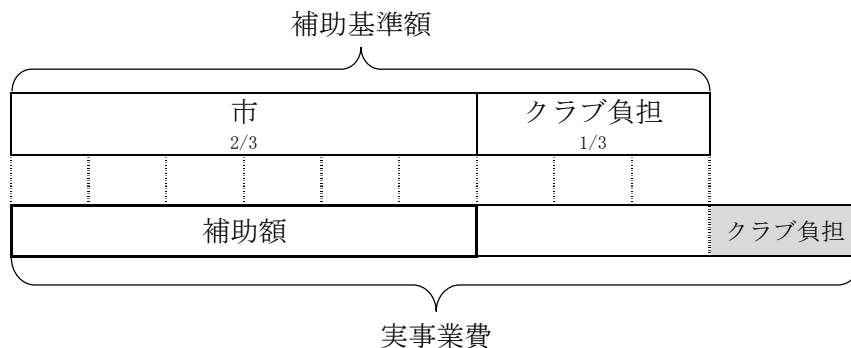 補助基準額
市
2/3
クラブ負担
1/3
補助額
クラブ負担
実事業費